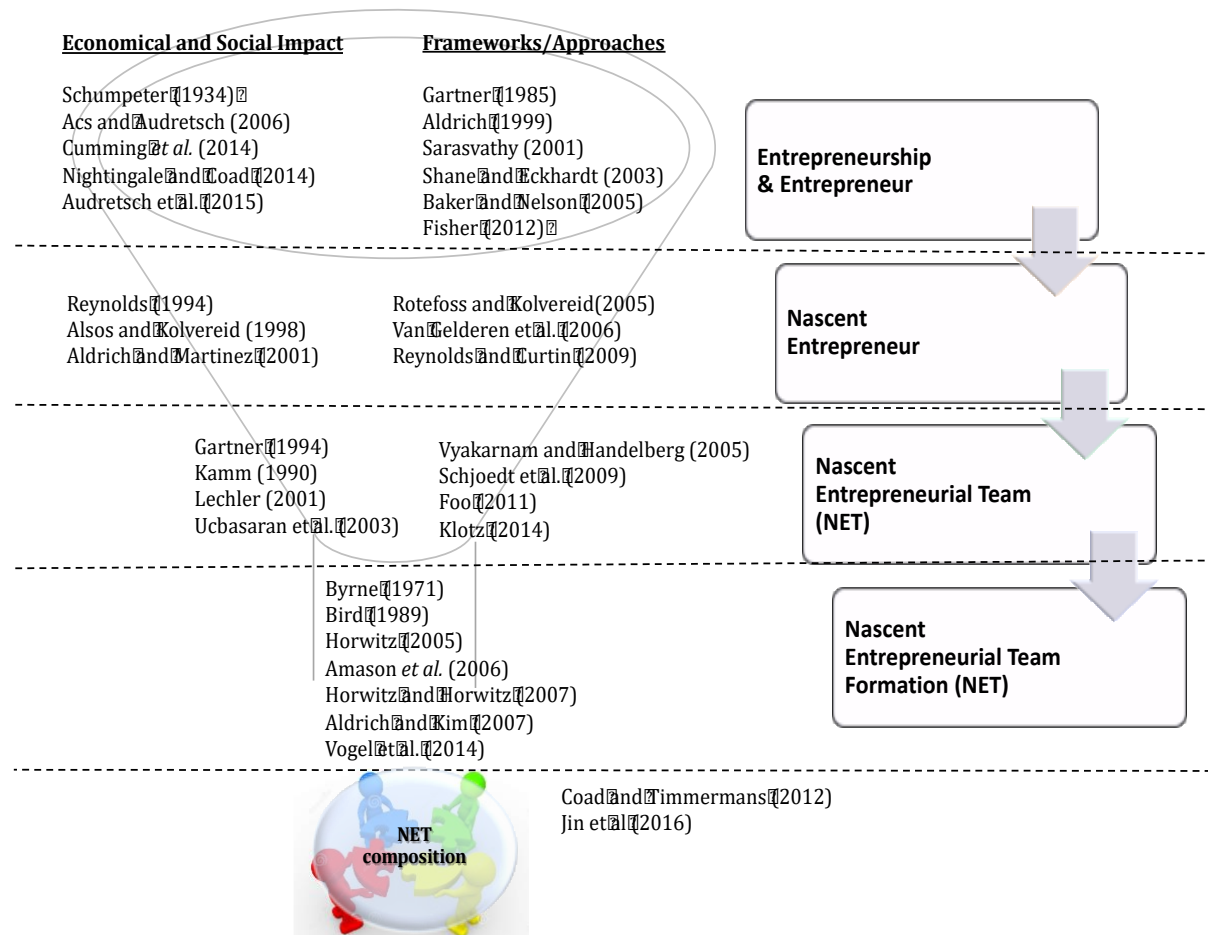 Economical and Social Impact
Schumpeter (1934)
Acs and Audretsch (2006)
Cumming et al. (2014)
Nightingale and Coad (2014)
Audretsch et al. (2015)
Frameworks/Approaches
Gartner (1985)
Aldrich (1999)
Sarasvathy (2001)
Shane and Eckhardt (2003)
Baker and Nelson (2005)
Fisher (2012)
Entrepreneurship
& Entrepreneur
Reynolds (1994)
Alsos and Kolvereid (1998)
Aldrich and Martinez (2001)
Rotefoss and Kolvereid(2005)
Van Gelderen et al. (2006)
Reynolds and Curtin (2009)
Nascent
Entrepreneur
Gartner (1994)
Kamm (1990)
Lechler (2001)
Ucbasaran et al. (2003)
Vyakarnam and Handelberg (2005)
Schjoedt et al. (2009)
Foo (2011)
Klotz (2014)
Nascent
Entrepreneurial Team
(NET)
Byrne (1971)
Bird (1989)
Horwitz (2005)
Amason et al. (2006)
Horwitz and Horwitz (2007)
Aldrich and Kim (2007)
Vogel et al. (2014)
Nascent
Entrepreneurial Team
Formation (NET)
NET
composition
Coad and Timmermans (2012)
Jin et al (2016)